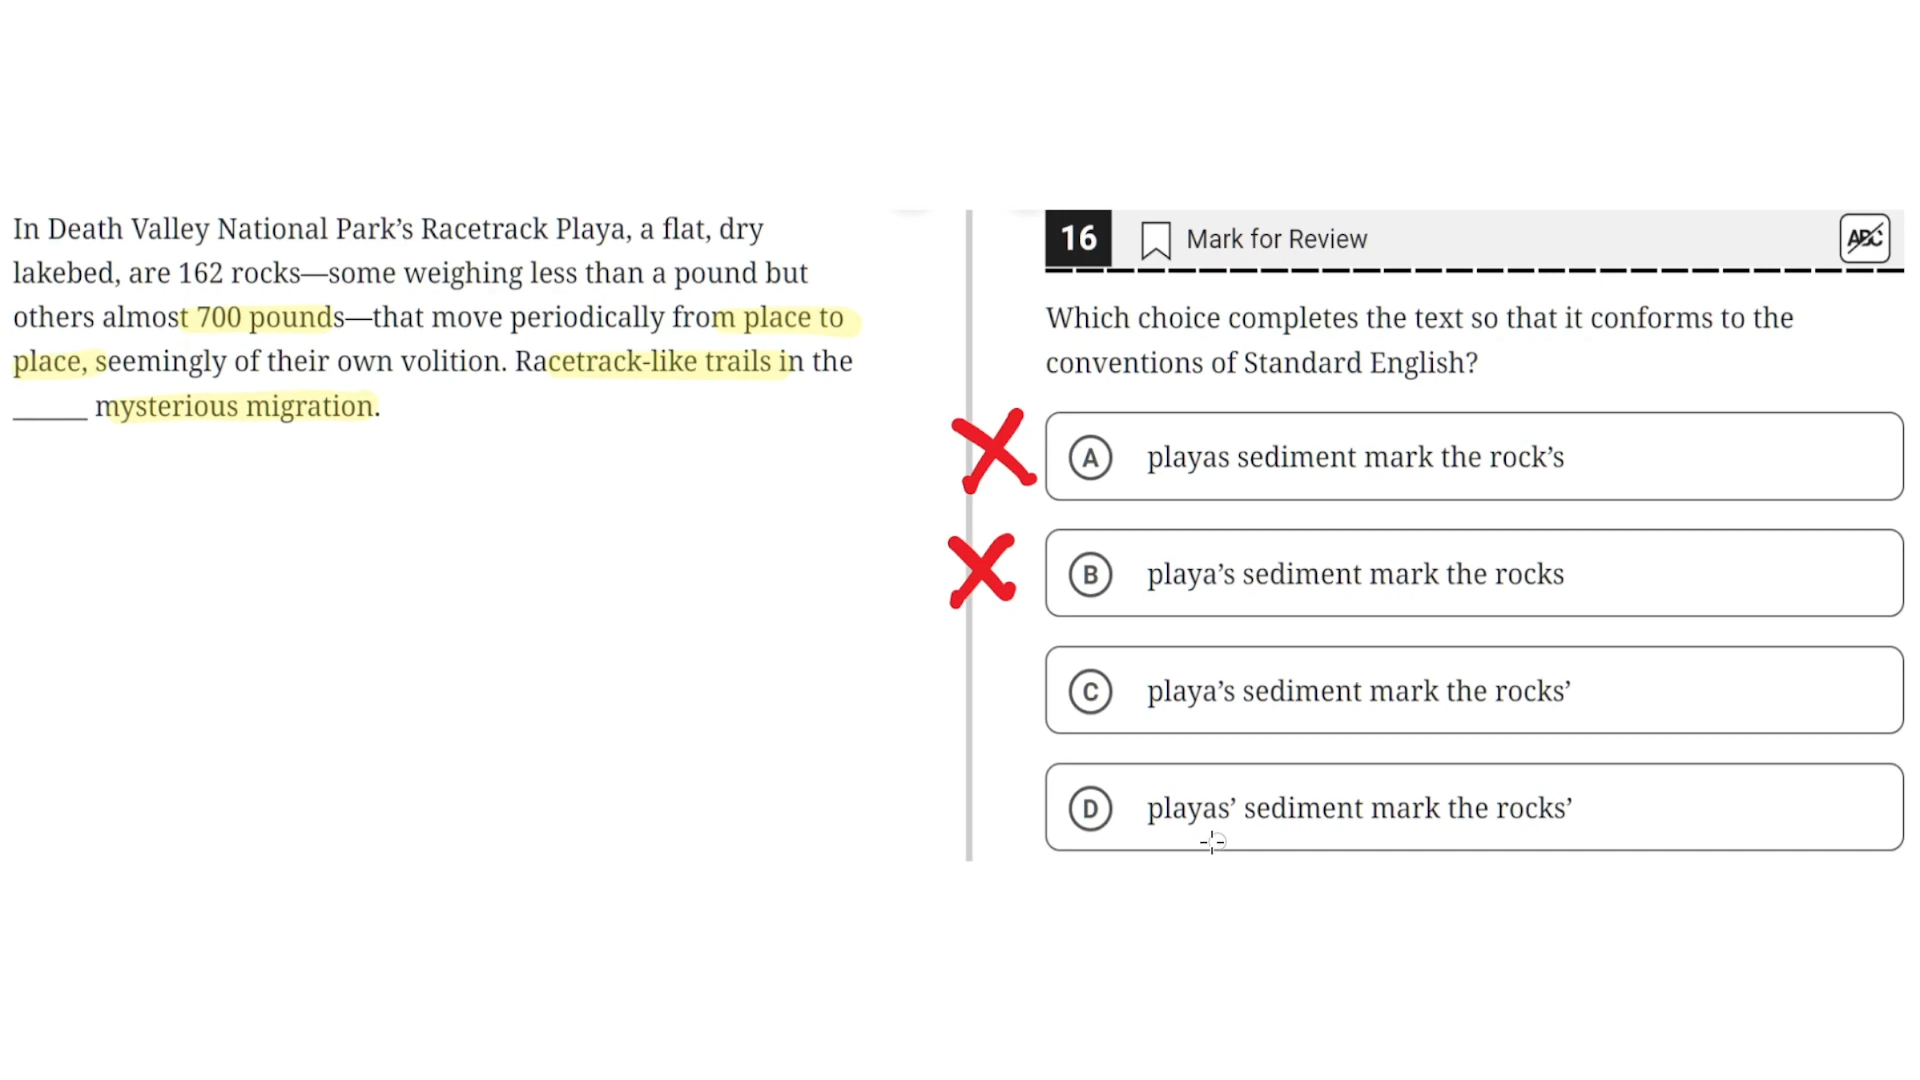 In Death Valley National Park’s Racetrack Playa, a flat, dry
lakebed, are 162 rocks—some weighing less than a pound but
others almost 700 pounds—that move periodically from place to
place, seemingly of their own volition. Racetrack-like trails in the
______ mysterious migration.
16 Mark for Review ABC
Which choice completes the text so that it conforms to the
conventions of Standard English?
A playas sediment mark the rock’s
B playa’s sediment mark the rocks
C playa’s sediment mark the rocks’
D playas’ sediment mark the rocks’